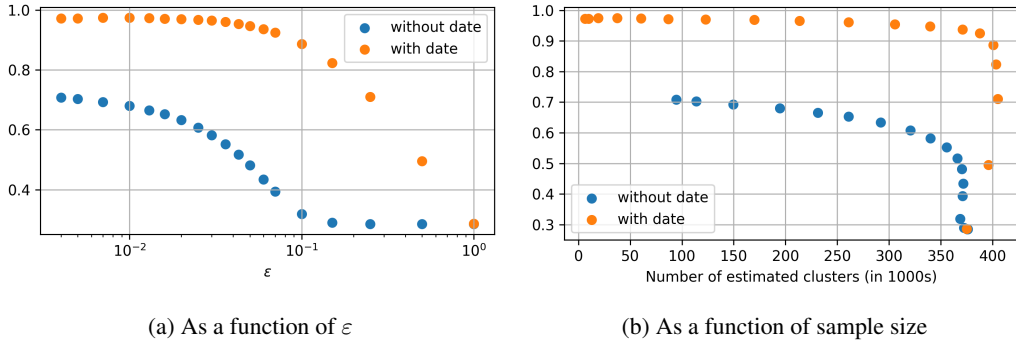 1.0
0.8
0.6
0.4
without date
with date
10⁻²
10⁻¹
10⁰
ε
(a) As a function of ε
1.0
0.9
0.8
0.7
0.6
0.5
0.4
0.3
without date
with date
0 50 100 150 200 250 300 350 400
Number of estimated clusters (in 1000s)
(b) As a function of sample size